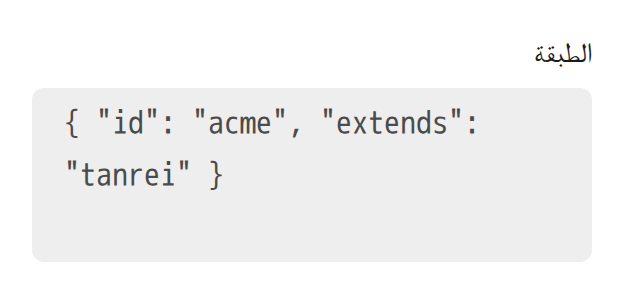 الطبقة
{ "id": "acme", "extends":
"tanrei" }